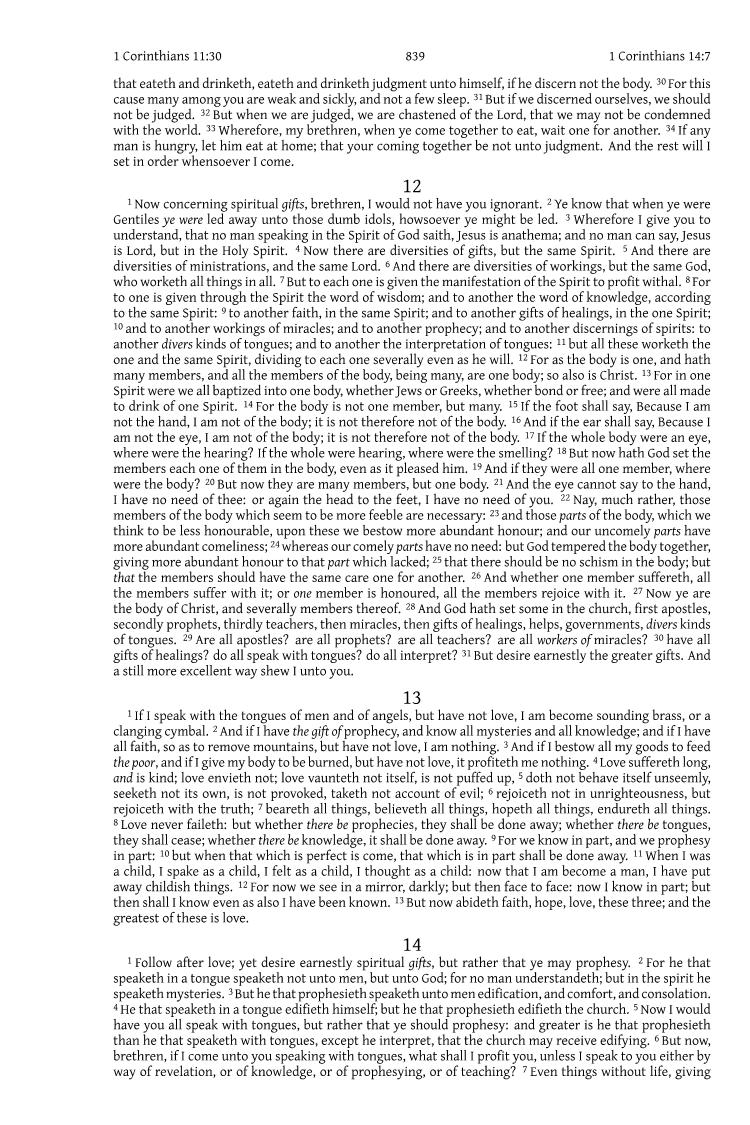 1 Corinthians 11:30 839 1 Corinthians 14:7
that eateth and drinketh, eateth and drinketh judgment unto himself, if he discern not the body. 30 For this
cause many among you are weak and sickly, and not a few sleep. 31 But if we discerned ourselves, we should
not be judged. 32 But when we are judged, we are chastened of the Lord, that we may not be condemned
with the world. 33 Wherefore, my brethren, when ye come together to eat, wait one for another. 34 If any
man is hungry, let him eat at home; that your coming together be not unto judgment. And the rest will I
set in order whensoever I come.
12
1 Now concerning spiritual gifts, brethren, I would not have you ignorant. 2 Ye know that when ye were
Gentiles ye were led away unto those dumb idols, howsoever ye might be led. 3 Wherefore I give you to
understand, that no man speaking in the Spirit of God saith, Jesus is anathema; and no man can say, Jesus
is Lord, but in the Holy Spirit. 4 Now there are diversities of gifts, but the same Spirit. 5 And there are
diversities of ministrations, and the same Lord. 6 And there are diversities of workings, but the same God,
who worketh all things in all. 7 But to each one is given the manifestation of the Spirit to profit withal. 8 For
to one is given through the Spirit the word of wisdom; and to another the word of knowledge, according
to the same Spirit: 9 to another faith, in the same Spirit; and to another gifts of healings, in the one Spirit;
10 and to another workings of miracles; and to another prophecy; and to another discernings of spirits: to
another divers kinds of tongues; and to another the interpretation of tongues: 11 but all these worketh the
one and the same Spirit, dividing to each one severally even as he will. 12 For as the body is one, and hath
many members, and all the members of the body, being many, are one body; so also is Christ. 13 For in one
Spirit were we all baptized into one body, whether Jews or Greeks, whether bond or free; and were all made
to drink of one Spirit. 14 For the body is not one member, but many. 15 If the foot shall say, Because I am
not the hand, I am not of the body; it is not therefore not of the body. 16 And if the ear shall say, Because I
am not the eye, I am not of the body; it is not therefore not of the body. 17 If the whole body were an eye,
where were the hearing? If the whole were hearing, where were the smelling? 18 But now hath God set the
members each one of them in the body, even as it pleased him. 19 And if they were all one member, where
were the body? 20 But now they are many members, but one body. 21 And the eye cannot say to the hand,
I have no need of thee: or again the head to the feet, I have no need of you. 22 Nay, much rather, those
members of the body which seem to be more feeble are necessary: 23 and those parts of the body, which we
think to be less honourable, upon these we bestow more abundant honour; and our uncomely parts have
more abundant comeliness; 24 whereas our comely parts have no need: but God tempered the body together,
giving more abundant honour to that part which lacked; 25 that there should be no schism in the body; but
that the members should have the same care one for another. 26 And whether one member suffereth, all
the members suffer with it; or one member is honoured, all the members rejoice with it. 27 Now ye are
the body of Christ, and severally members thereof. 28 And God hath set some in the church, first apostles,
secondly prophets, thirdly teachers, then miracles, then gifts of healings, helps, governments, divers kinds
of tongues. 29 Are all apostles? are all prophets? are all teachers? are all workers of miracles? 30 have all
gifts of healings? do all speak with tongues? do all interpret? 31 But desire earnestly the greater gifts. And
a still more excellent way shew I unto you.
13
1 If I speak with the tongues of men and of angels, but have not love, I am become sounding brass, or a
clanging cymbal. 2 And if I have the gift of prophecy, and know all mysteries and all knowledge; and if I have
all faith, so as to remove mountains, but have not love, I am nothing. 3 And if I bestow all my goods to feed
the poor, and if I give my body to be burned, but have not love, it profiteth me nothing. 4 Love suffereth long,
and is kind; love envieth not; love vaunteth not itself, is not puffed up, 5 doth not behave itself unseemly,
seeketh not its own, is not provoked, taketh not account of evil; 6 rejoiceth not in unrighteousness, but
rejoiceth with the truth; 7 beareth all things, believeth all things, hopeth all things, endureth all things.
8 Love never faileth: but whether there be prophecies, they shall be done away; whether there be tongues,
they shall cease; whether there be knowledge, it shall be done away. 9 For we know in part, and we prophesy
in part: 10 but when that which is perfect is come, that which is in part shall be done away. 11 When I was
a child, I spake as a child, I felt as a child, I thought as a child: now that I am become a man, I have put
away childish things. 12 For now we see in a mirror, darkly; but then face to face: now I know in part; but
then shall I know even as also I have been known. 13 But now abideth faith, hope, love, these three; and the
greatest of these is love.
14
1 Follow after love; yet desire earnestly spiritual gifts, but rather that ye may prophesy. 2 For he that
speaketh in a tongue speaketh not unto men, but unto God; for no man understandeth; but in the spirit he
speaketh mysteries. 3 But he that prophesieth speaketh unto men edification, and comfort, and consolation.
4 He that speaketh in a tongue edifieth himself; but he that prophesieth edifieth the church. 5 Now I would
have you all speak with tongues, but rather that ye should prophesy: and greater is he that prophesieth
than he that speaketh with tongues, except he interpret, that the church may receive edifying. 6 But now,
brethren, if I come unto you speaking with tongues, what shall I profit you, unless I speak to you either by
way of revelation, or of knowledge, or of prophesying, or of teaching? 7 Even things without life, giving